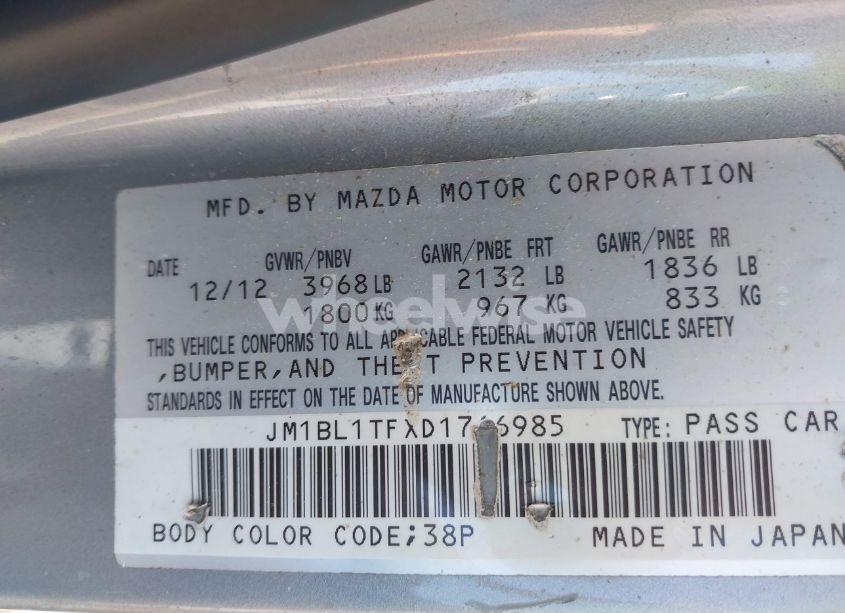 MFD. BY MAZDA MOTOR CORPORATION
DATE GVWR/PNBV GAWR/PNBE FRT GAWR/PNBE RR
12/12 3968 LB 2132 LB 1836 LB
1800 KG 967 KG 833 KG
wheelwise
THIS VEHICLE CONFORMS TO ALL APPLICABLE FEDERAL MOTOR VEHICLE SAFETY
,BUMPER,AND THEFT PREVENTION
STANDARDS IN EFFECT ON THE DATE OF MANUFACTURE SHOWN ABOVE.
TYPE: PASS CAR
BODY COLOR CODE;38P MADE IN JAPAN